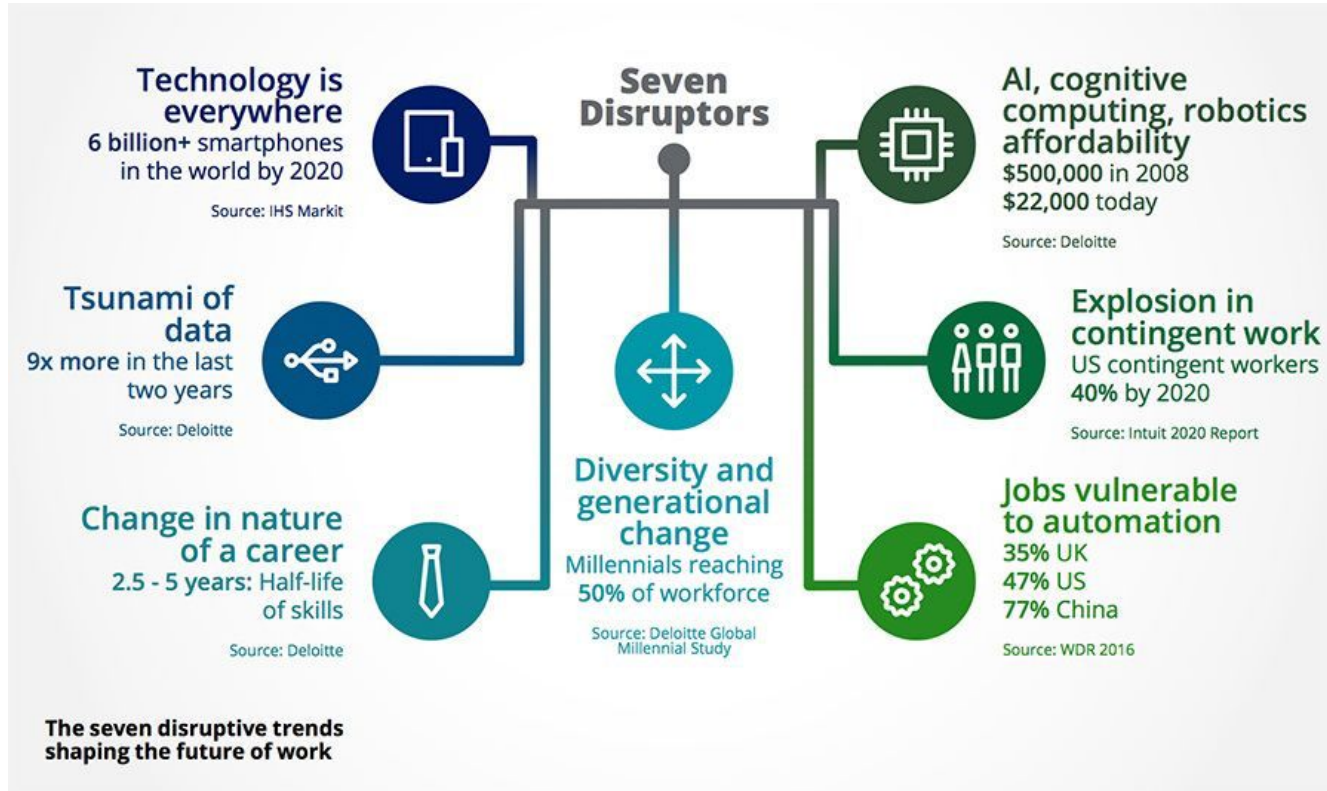 Seven
Disruptors
Technology is
everywhere
6 billion+ smartphones
in the world by 2020
Source: IHS Markit
Tsunami of
data
9x more in the last
two years
Source: Deloitte
Change in nature
of a career
2.5 - 5 years: Half-life
of skills
Source: Deloitte
Diversity and
generational
change
Millennials reaching
50% of workforce
Source: Deloitte Global
Millennial Study
AI, cognitive
computing, robotics
affordability
$500,000 in 2008
$22,000 today
Source: Deloitte
Explosion in
contingent work
US contingent workers
40% by 2020
Source: Intuit 2020 Report
Jobs vulnerable
to automation
35% UK
47% US
77% China
Source: WDR 2016
The seven disruptive trends
shaping the future of work